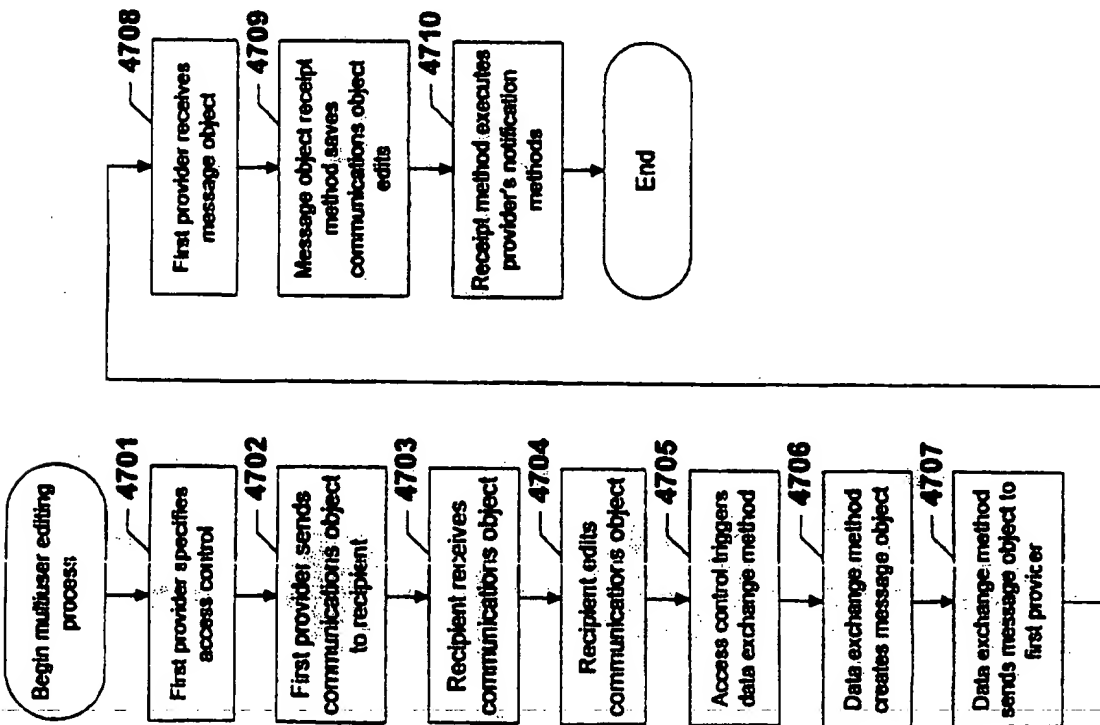 Begin multiuser editing
process
4701
First provider specifies
access control
4702
First provider sends
communications object
to recipient
4703
Recipient receives
communications object
4704
Recipient edits
communications object
4705
Access control triggers
data exchange method
4706
Data exchange method
creates message object
4707
Data exchange method
sends message object to
first provicer
4708
First provider receives
message object
4709
Message object receipt
method saves
communications object
edits
4710
Receipt method executes
provider's notification
methods
End